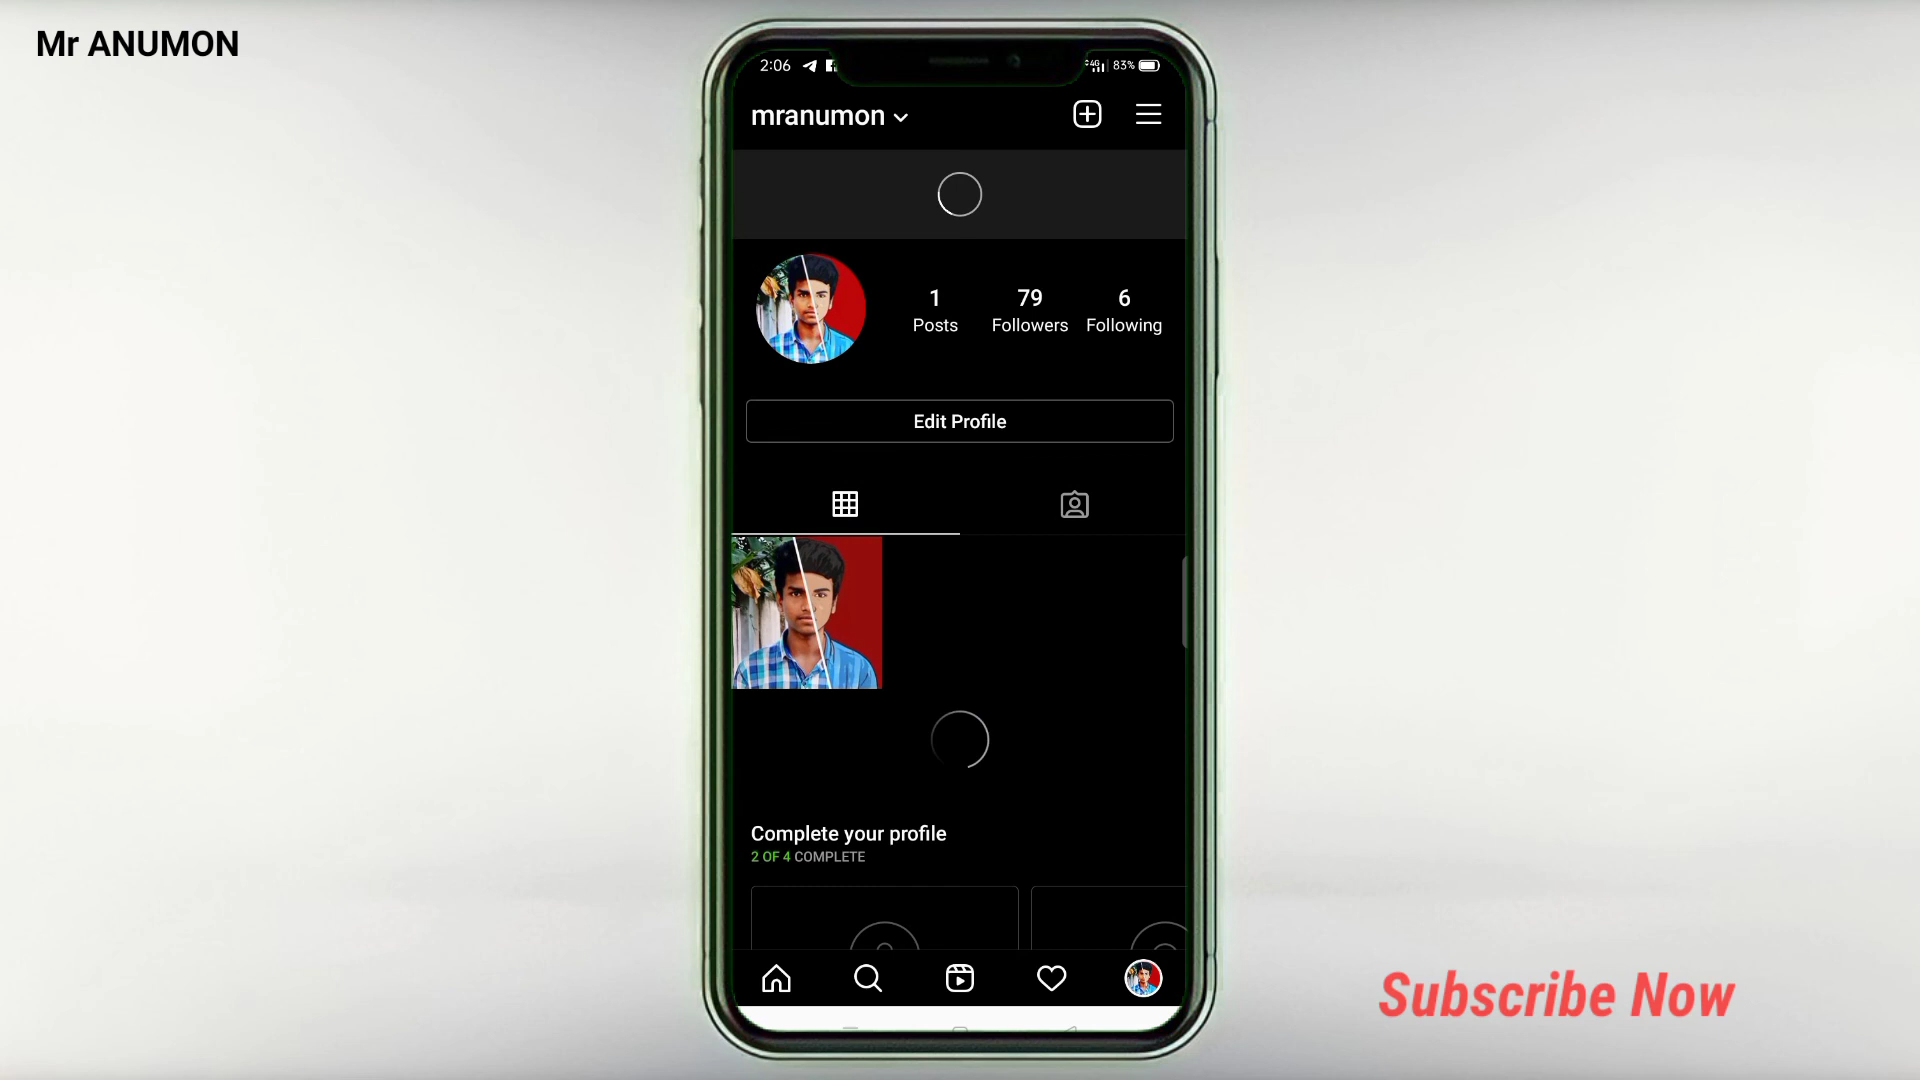 Mr ANUMON
2:06
4G 83%
mranumon
1 79 6
Posts Followers Following
Edit Profile
Complete your profile
2 OF 4 COMPLETE
Subscribe Now